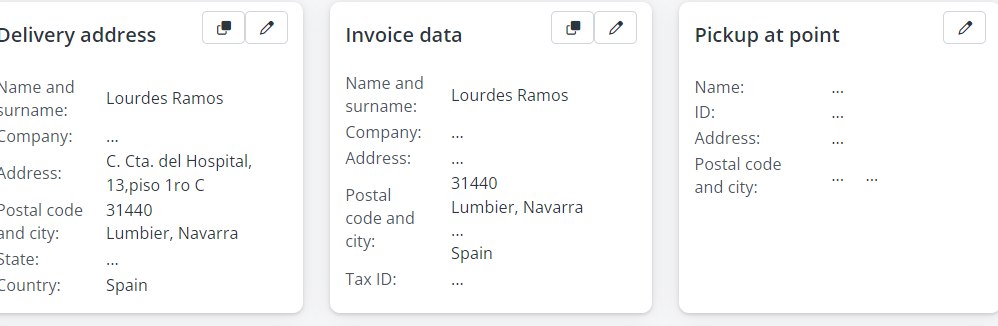 Delivery address
Name and
surname:
Lourdes Ramos
Company:
...
Address:
C. Cta. del Hospital,
13,piso 1ro C
Postal code
and city:
31440
Lumbier, Navarra
State:
...
Country:
Spain
Invoice data
Name and
surname:
Lourdes Ramos
Company:
...
Address:
...
Postal
code and
city:
31440
Lumbier, Navarra
...
Spain
Tax ID:
...
Pickup at point
Name:
...
ID:
...
Address:
...
Postal code
and city:
... ...